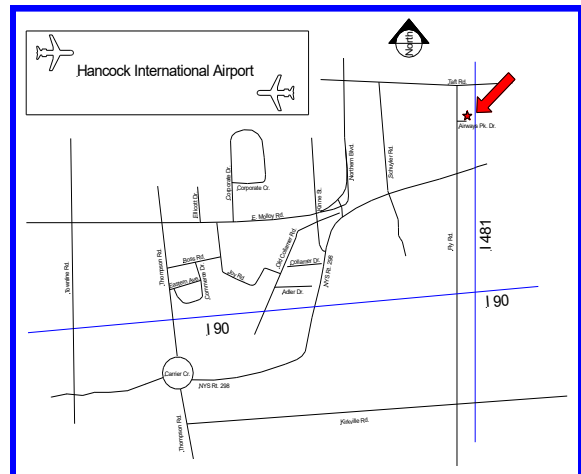 North
Hancock International Airport
Taft Rd.
Airways Pk. Dr.
Northern Blvd.
Schuyler Rd.
Corporate Dr.
Corporate Cr.
Ellicott Dr.
Kinne St.
E. Molloy Rd.
Fly Rd.
I 481
Thompson Rd.
Townline Rd.
Old Collamer Rd.
Boss Rd.
Collamer Dr.
NYS Rt. 298
Joy Rd.
Eastern Ave.
Commerce Dr.
Adler Dr.
I 90
I 90
Carrier Cr.
NYS Rt. 298
Thompson Rd.
Kirkville Rd.